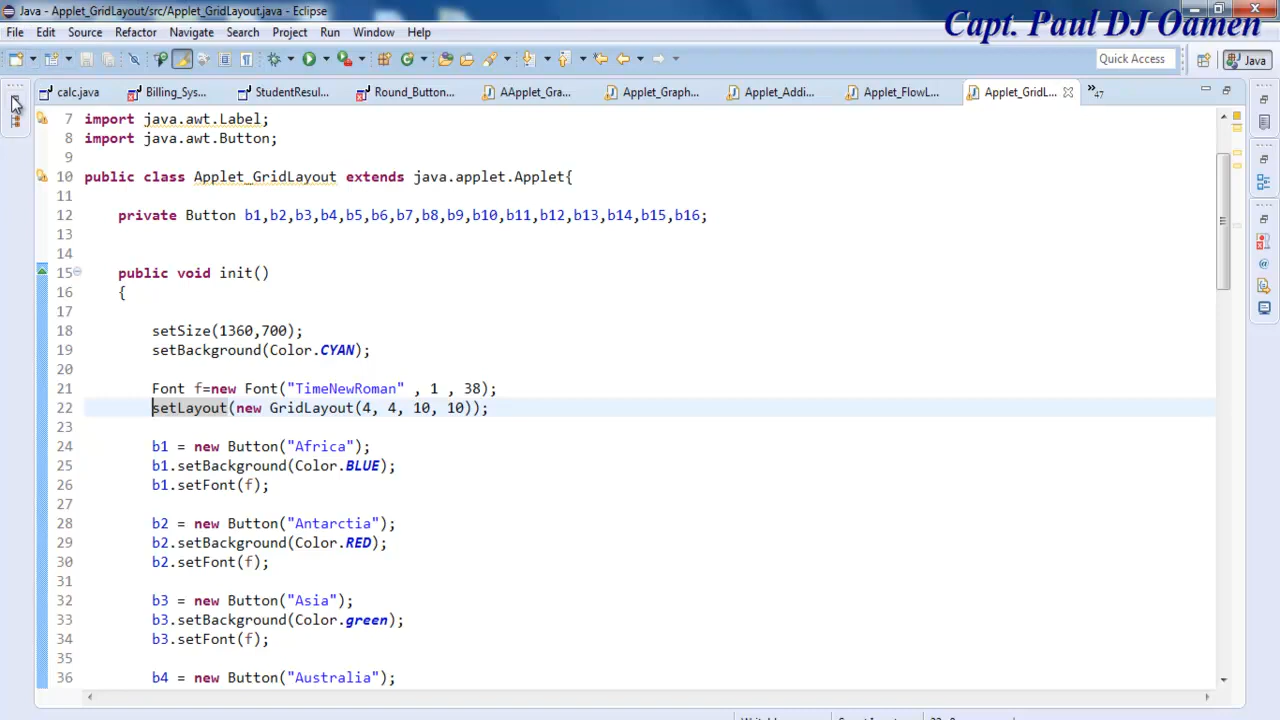 Java - Applet_GridLayout/src/Applet_GridLayout.java - Eclipse
Capt. Paul DJ Oamen
File Edit Source Refactor Navigate Search Project Run Window Help
Quick Access
Java
calc.java Billing_Sys... StudentResul... Round_Button... AApplet_Gra... Applet_Graph... Applet_Addi... Applet_FlowL... Applet_GridL... 47
7 import java.awt.Label;
8 import java.awt.Button;
9
10 public class Applet_GridLayout extends java.applet.Applet{
11
12 private Button b1,b2,b3,b4,b5,b6,b7,b8,b9,b10,b11,b12,b13,b14,b15,b16;
13
14
15 public void init()
16 {
17
18 setSize(1360,700);
19 setBackground(Color.CYAN);
20
21 Font f=new Font("TimeNewRoman" , 1 , 38);
22 setLayout(new GridLayout(4, 4, 10, 10));
23
24 b1 = new Button("Africa");
25 b1.setBackground(Color.BLUE);
26 b1.setFont(f);
27
28 b2 = new Button("Antarctia");
29 b2.setBackground(Color.RED);
30 b2.setFont(f);
31
32 b3 = new Button("Asia");
33 b3.setBackground(Color.green);
34 b3.setFont(f);
35
36 b4 = new Button("Australia");